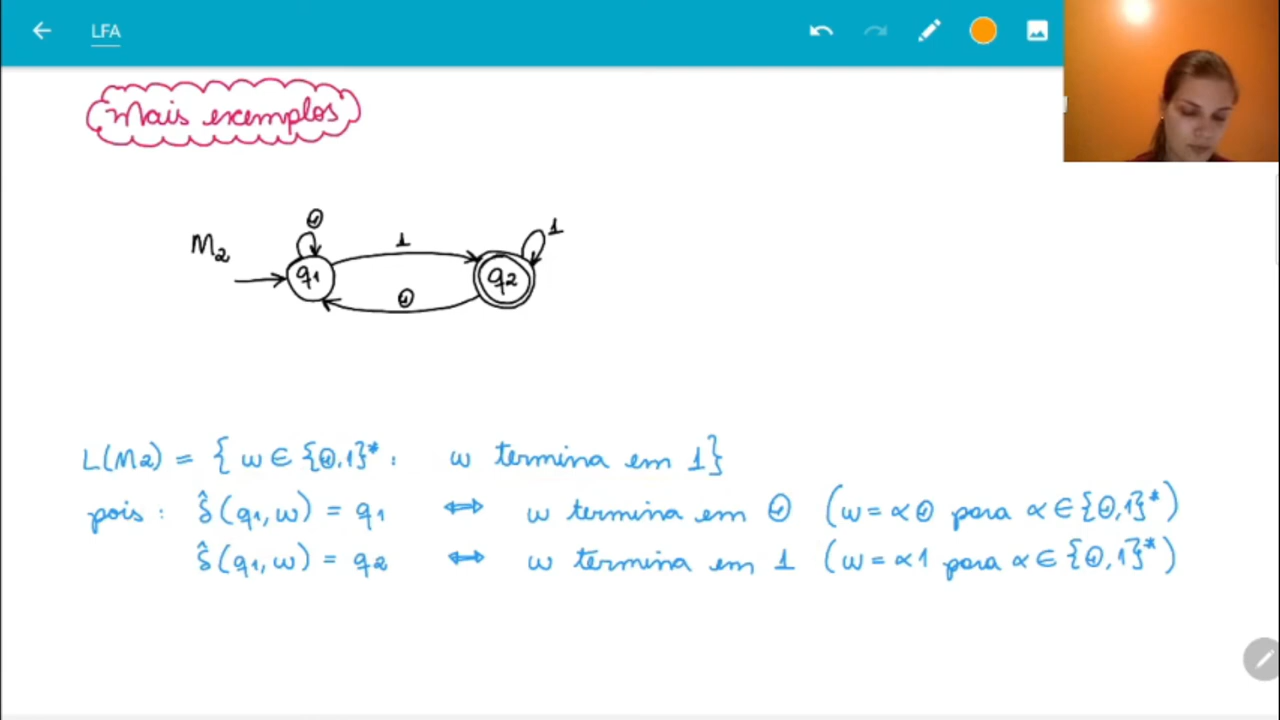 LFA
Mais exemplos
M2
0
1
1
q1
q2
0
L(M2) = { w ∈ {0,1}* : w termina em 1}
pois : δ̂(q1,w) = q1 ⇔ w termina em 0 (w = α0 para α ∈ {0,1}*)
δ̂(q1,w) = q2 ⇔ w termina em 1 (w = α1 para α ∈ {0,1}*)